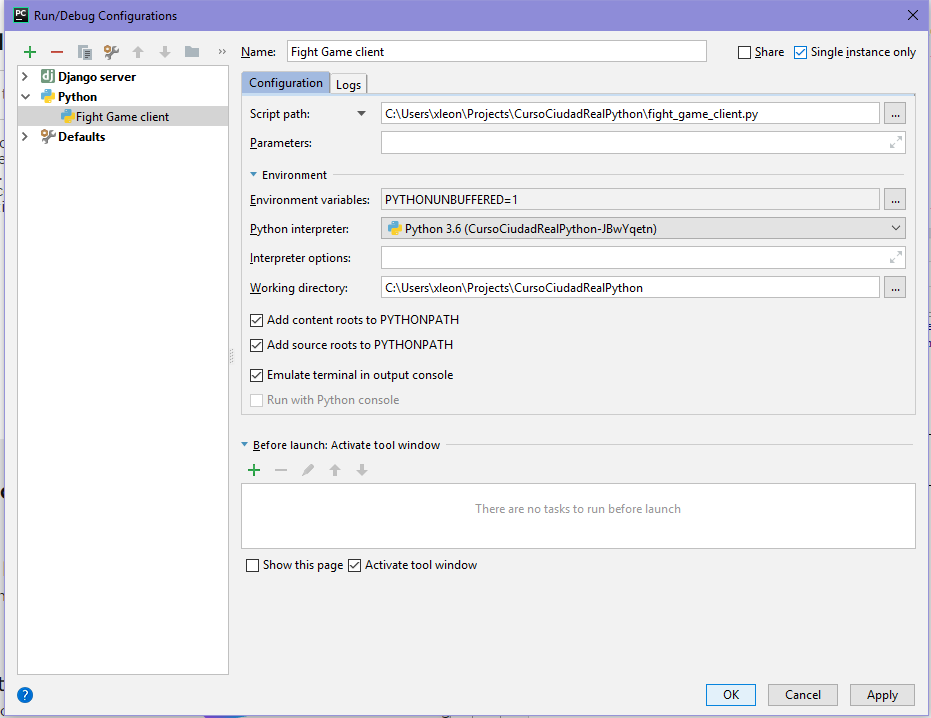 PC Run/Debug Configurations
Name: Fight Game client Share Single instance only
dj Django server
Python
Fight Game client
Defaults
Configuration Logs
Script path: C:\Users\xleon\Projects\CursoCiudadRealPython\fight_game_client.py ...
Parameters:
Environment
Environment variables: PYTHONUNBUFFERED=1 ...
Python interpreter: Python 3.6 (CursoCiudadRealPython-JBwYqetn)
Interpreter options:
Working directory: C:\Users\xleon\Projects\CursoCiudadRealPython ...
Add content roots to PYTHONPATH
Add source roots to PYTHONPATH
Emulate terminal in output console
Run with Python console
Before launch: Activate tool window
There are no tasks to run before launch
Show this page Activate tool window
? OK Cancel Apply